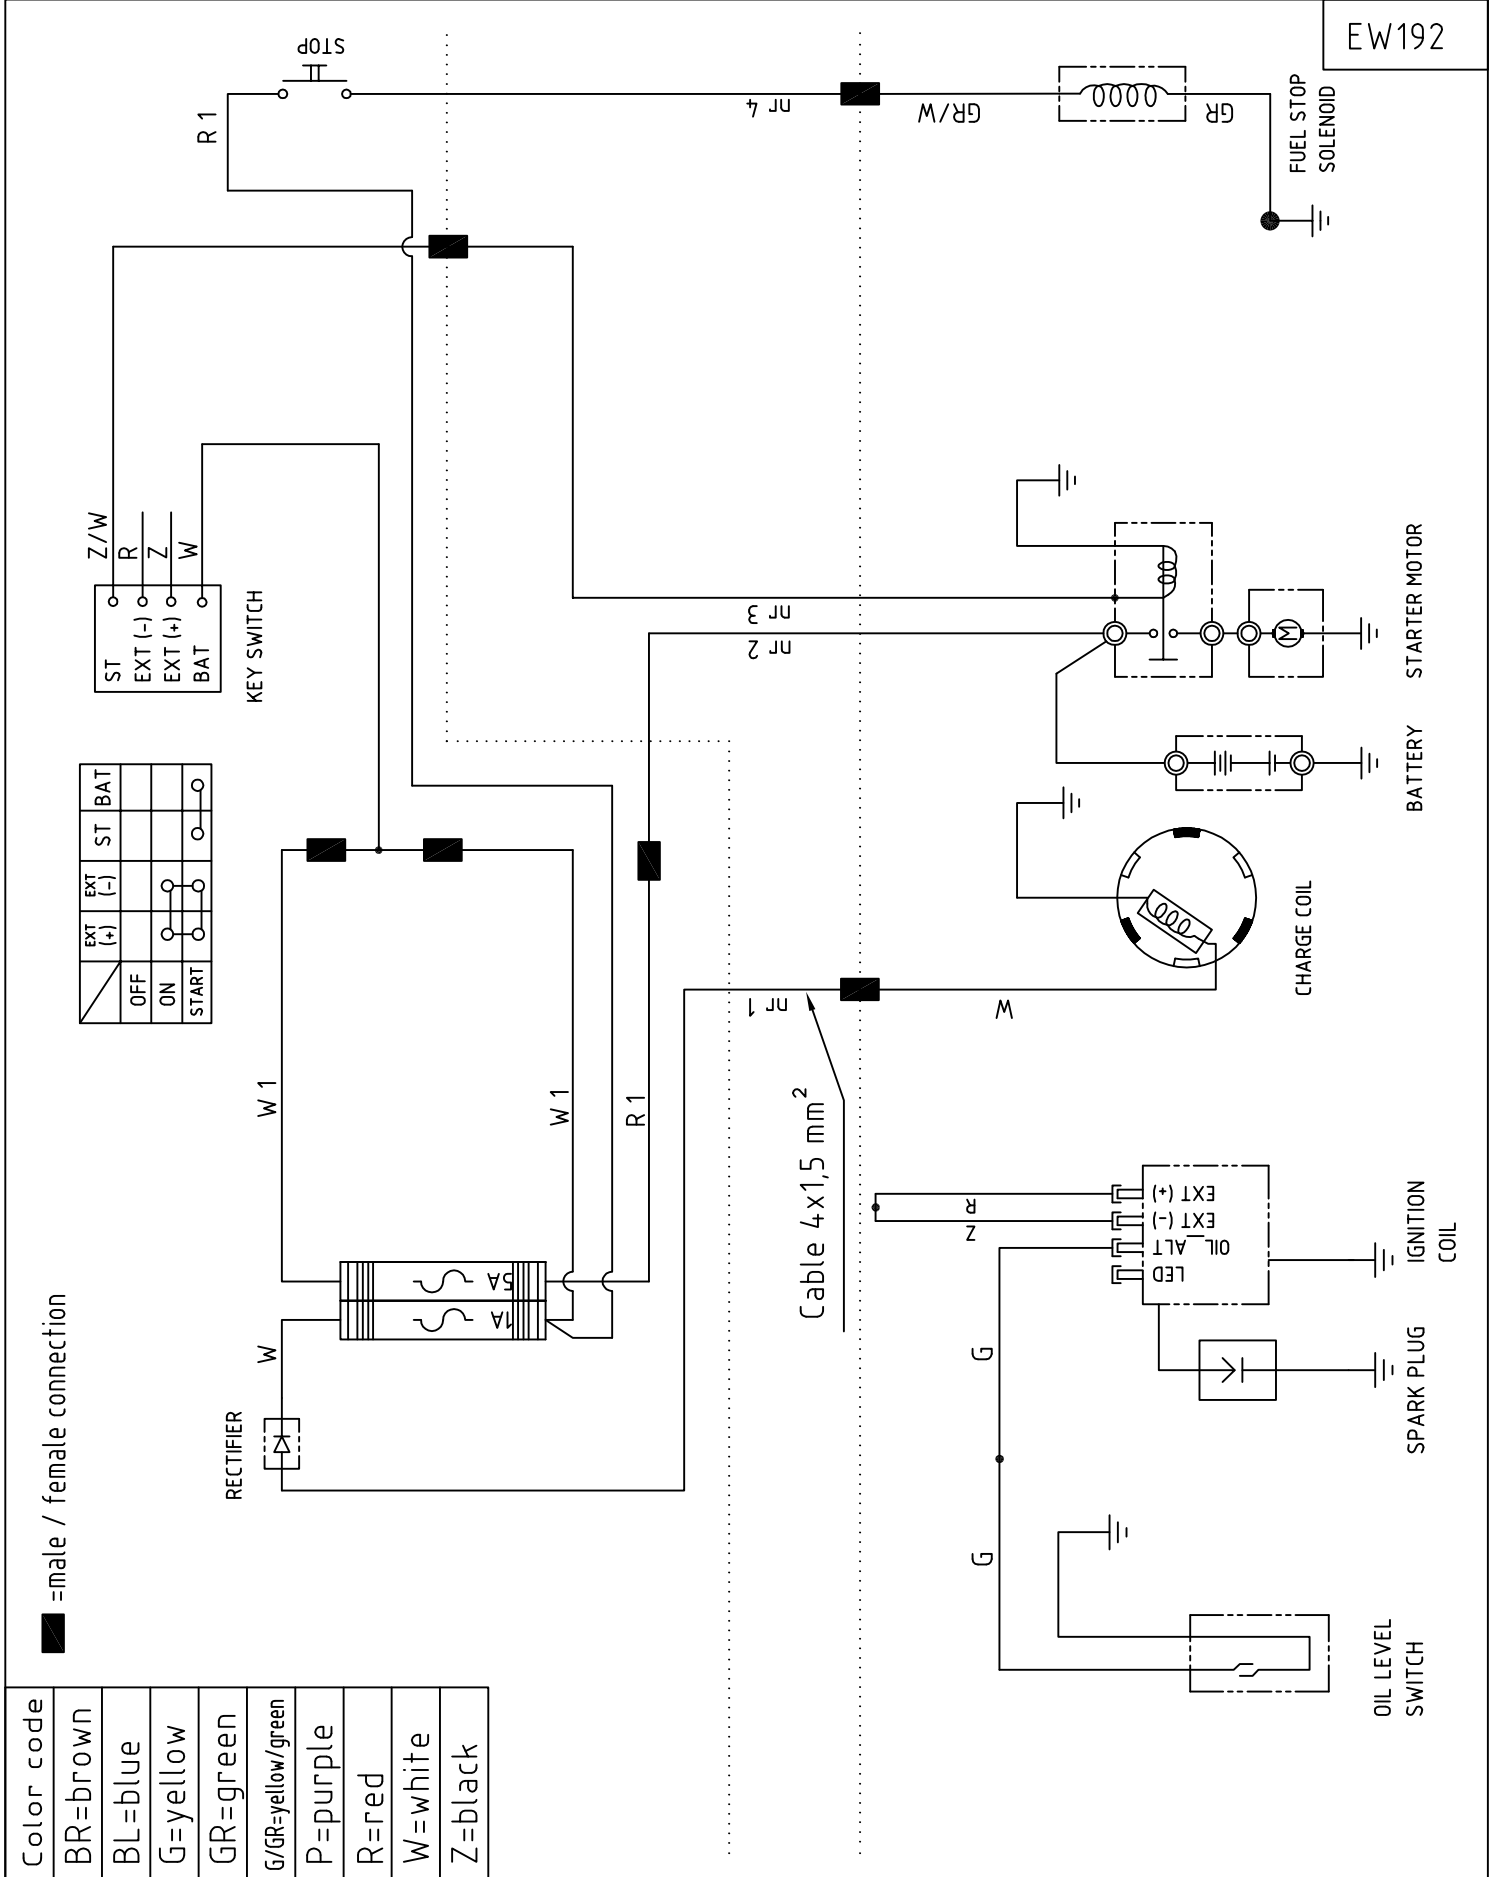 EW192
STOP
R 1
nr 4
GR/W
GR
FUEL STOP
SOLENOID
Z/W
R
Z
W
ST
EXT (-)
EXT (+)
BAT
KEY SWITCH
nr 3
nr 2
STARTER MOTOR
BATTERY
EXT (+)
EXT (-)
ST
BAT
OFF
ON
START
W 1
W 1
R 1
nr 1
W
CHARGE COIL
Cable 4x1,5 mm²
5A
1A
W
RECTIFIER
R
Z
EXT (+)
EXT (-)
OIL_ALT
LED
IGNITION
COIL
G
SPARK PLUG
G
OIL LEVEL
SWITCH
=male / female connection
Color code
BR=brown
BL=blue
G=yellow
GR=green
G/GR=yellow/green
P=purple
R=red
W=white
Z=black